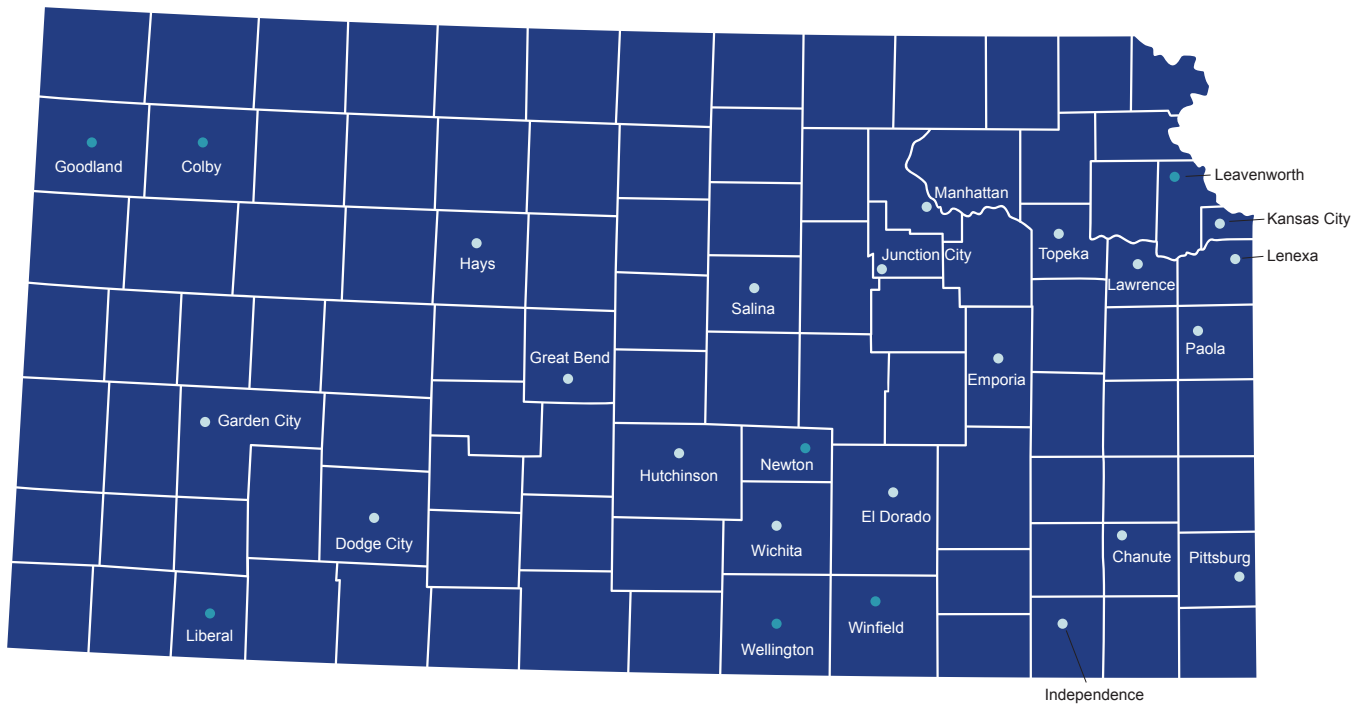 Goodland
Colby
Leavenworth
Manhattan
Kansas City
Hays
Junction City
Topeka
Lenexa
Lawrence
Salina
Great Bend
Paola
Emporia
Garden City
Newton
Hutchinson
El Dorado
Dodge City
Wichita
Chanute
Pittsburg
Liberal
Wellington
Winfield
Independence